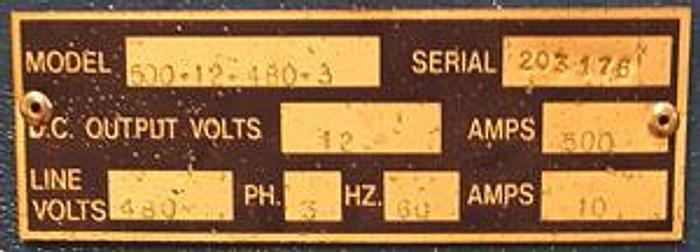 MODEL 500-12-480-3 SERIAL 203176
D.C. OUTPUT VOLTS 12 AMPS 500
LINE VOLTS 480 PH. 3 HZ. 60 AMPS 10